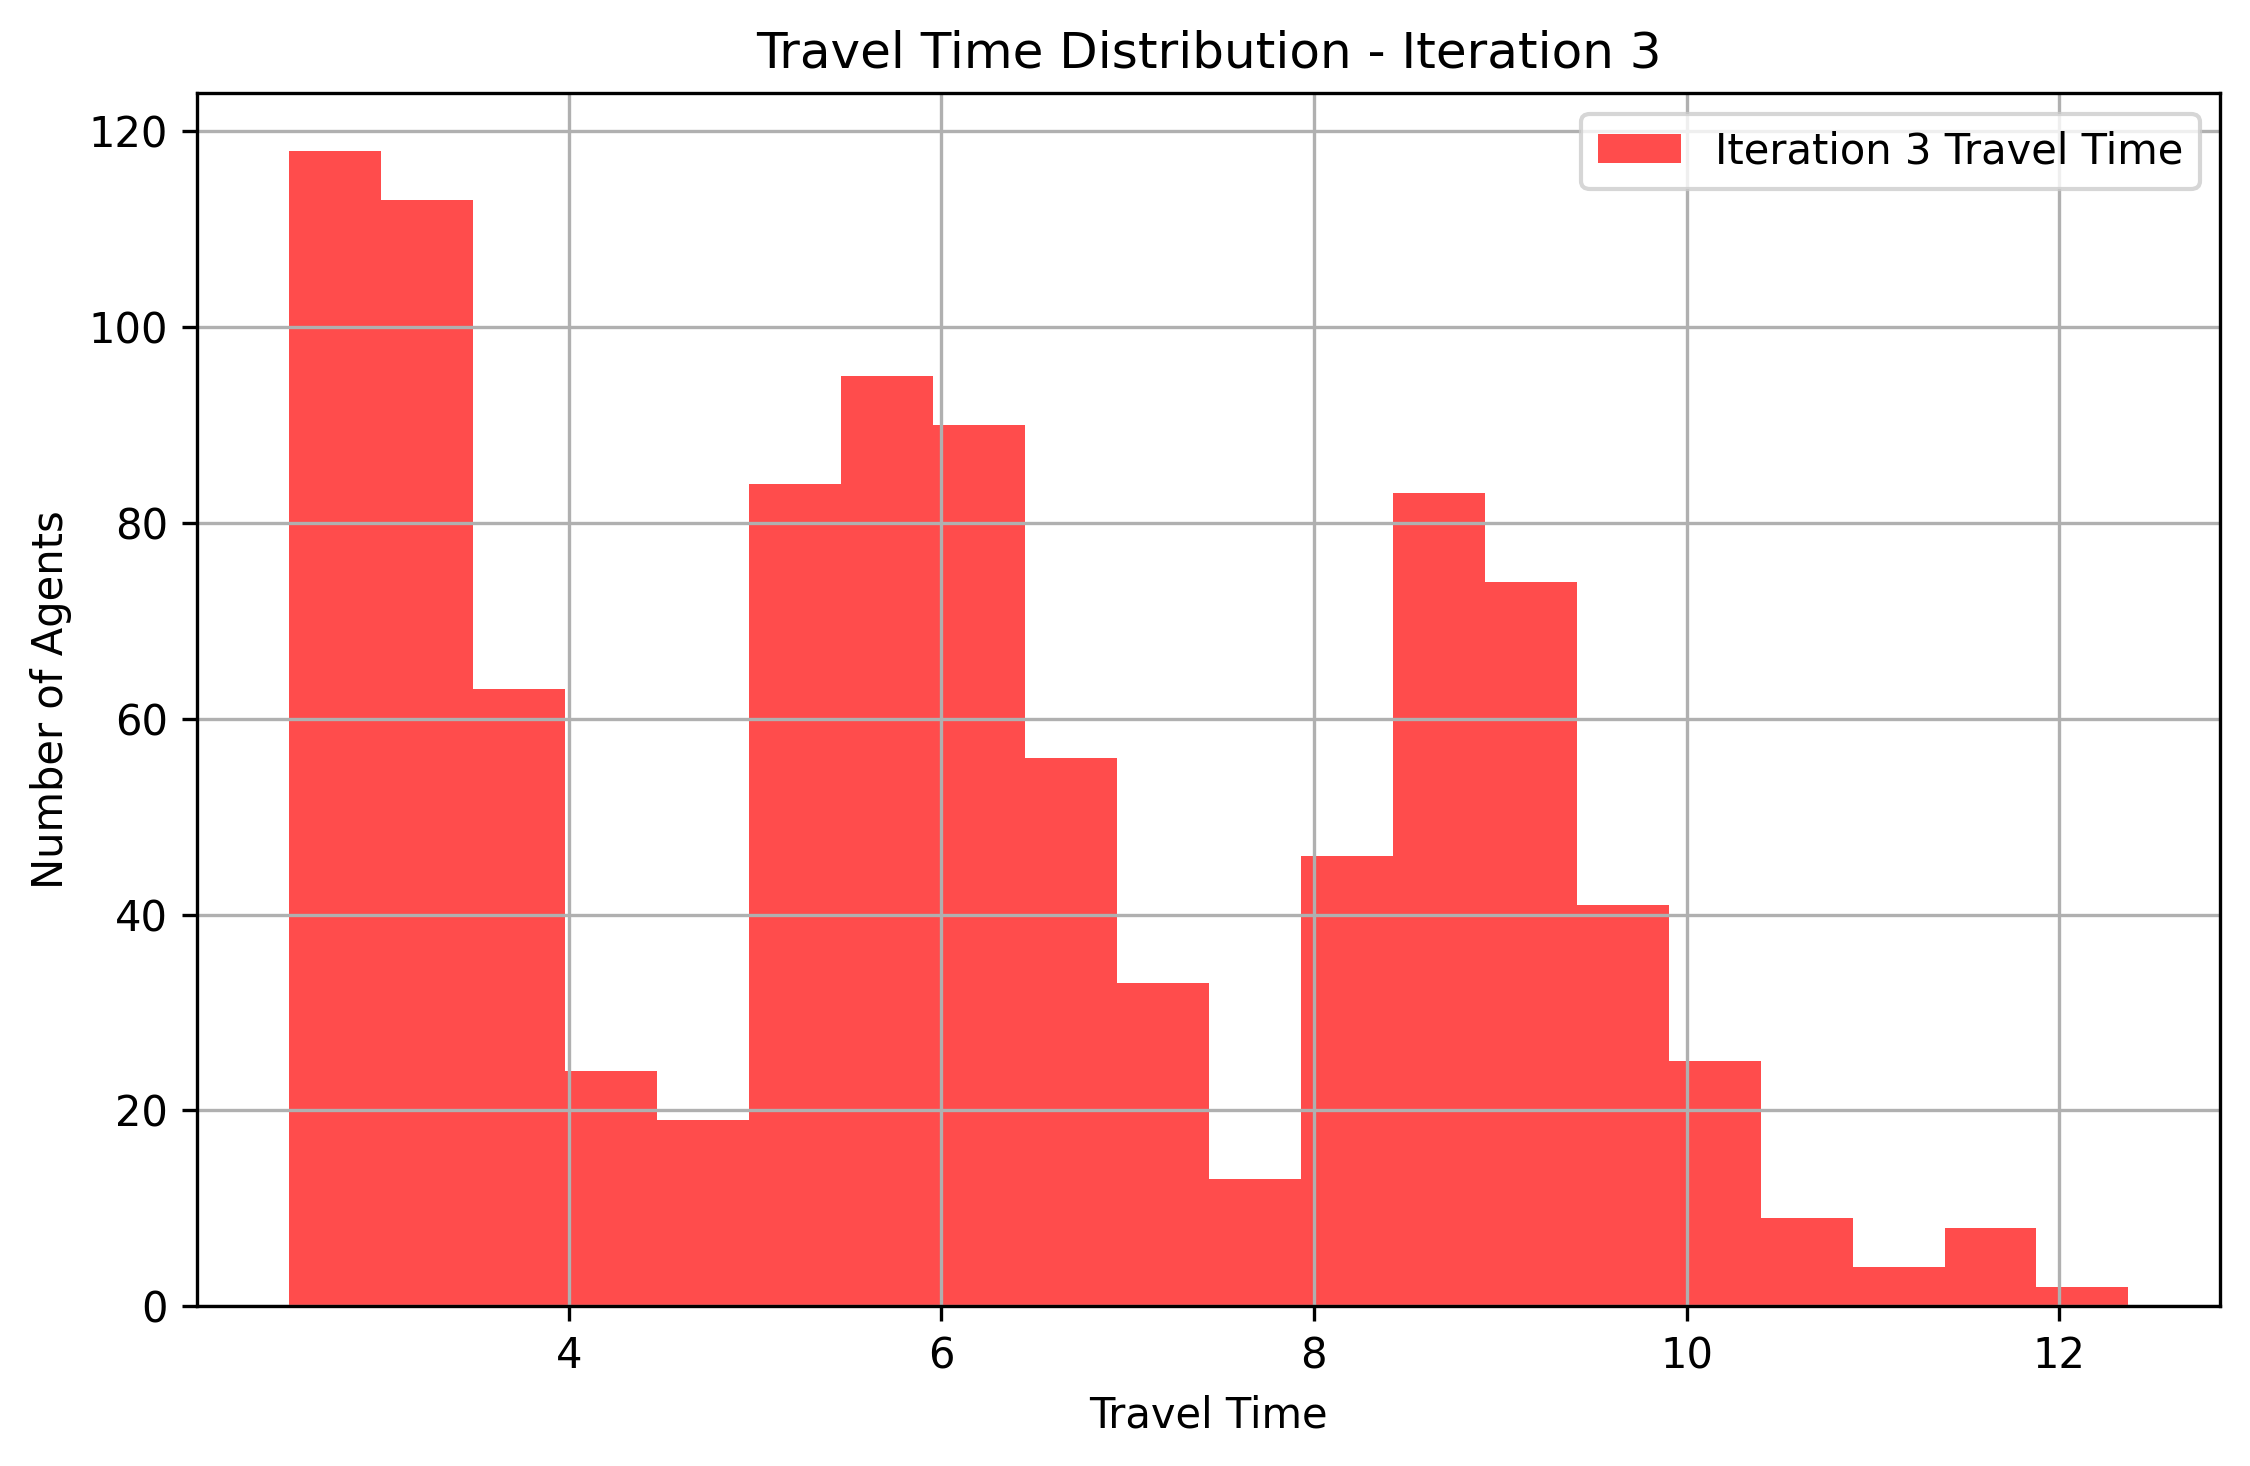 Travel Time Distribution - Iteration 3
120
100
80
60
40
20
0
Number of Agents
Iteration 3 Travel Time
4 6 8 10 12
Travel Time